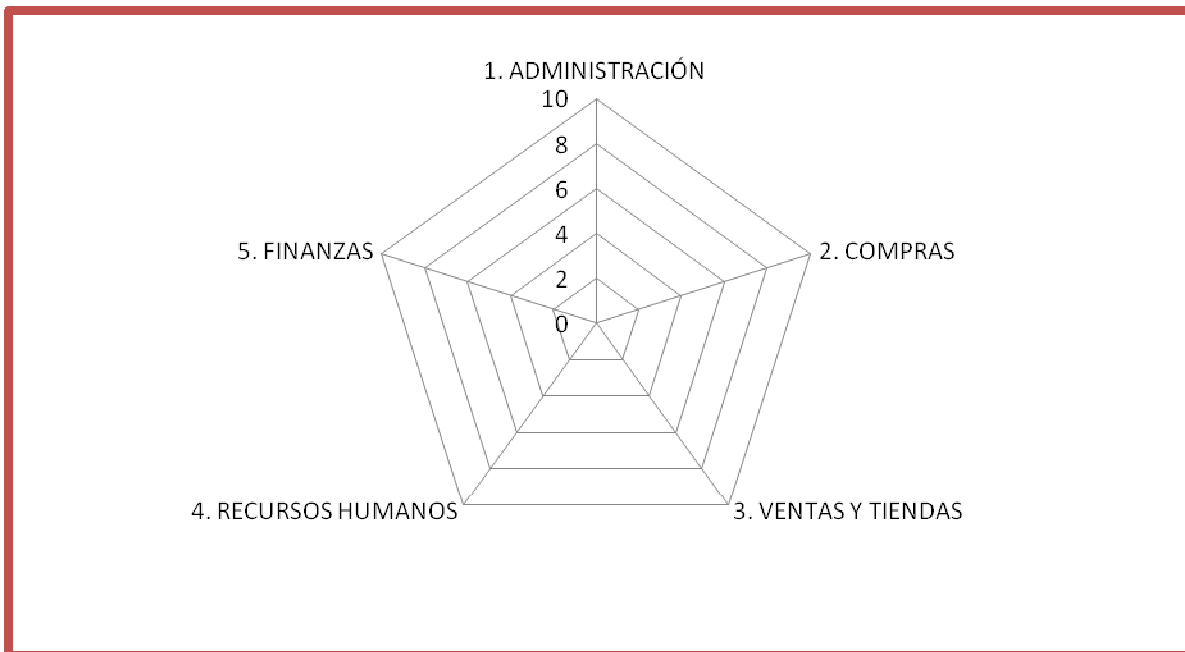 1. ADMINISTRACIÓN
10
8
6
4
2
0
5. FINANZAS
2. COMPRAS
4. RECURSOS HUMANOS
3. VENTAS Y TIENDAS